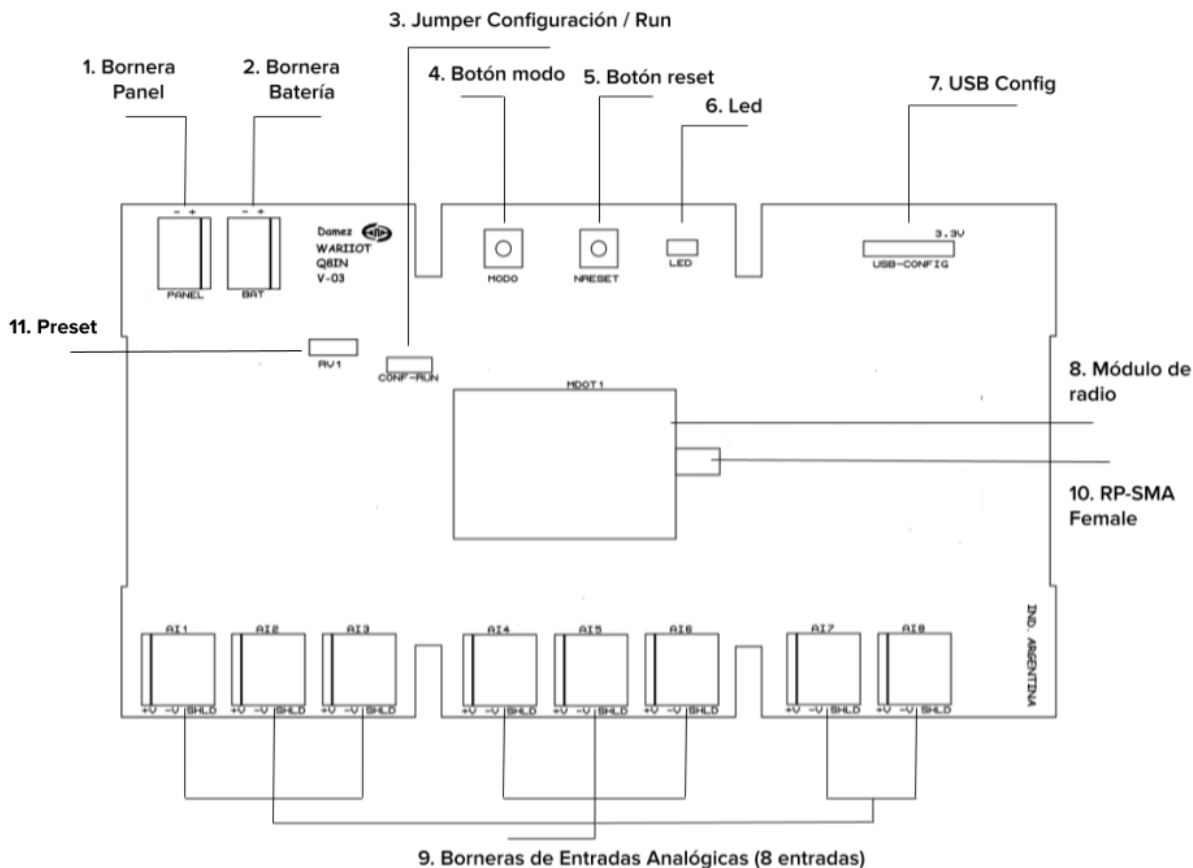 3. Jumper Configuración / Run
1. Bornera
Panel
2. Bornera
Batería
4. Botón modo
5. Botón reset
6. Led
7. USB Config
- +
- +
PANEL
BAT
Damez
WARIIOT
Q8IN
V-03
MODO
NRESET
LED
3.3V
USB-CONFIG
11. Preset
RV1
CONF-RUN
MDOT1
8. Módulo de
radio
10. RP-SMA
Female
IND. ARGENTINA
AI1
AI2
AI3
AI4
AI5
AI6
AI7
AI8
+V -V SHLD
+V -V SHLD
+V -V SHLD
+V -V SHLD
+V -V SHLD
+V -V SHLD
+V -V SHLD
+V -V SHLD
9. Borneras de Entradas Analógicas (8 entradas)